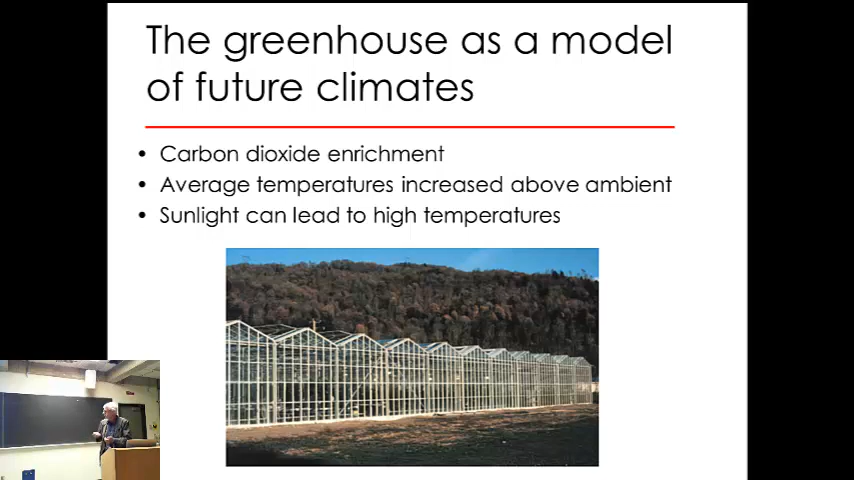 The greenhouse as a model
of future climates
• Carbon dioxide enrichment
• Average temperatures increased above ambient
• Sunlight can lead to high temperatures